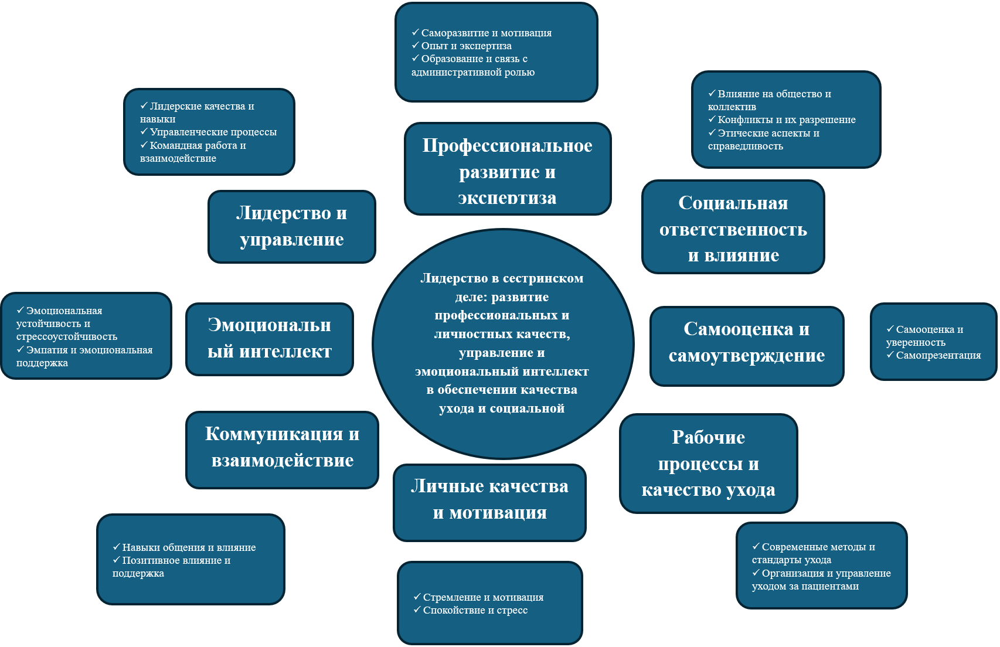 ✓ Саморазвитие и мотивация
✓ Опыт и экспертиза
✓ Образование и связь с
административной ролью
Профессиональное
развитие и
экспертиза
✓ Влияние на общество и
коллектив
✓ Конфликты и их разрешение
✓ Этические аспекты и
справедливость
Социальная
ответственность
и влияние
✓ Лидерские качества и
навыки
✓ Управленческие процессы
✓ Командная работа и
взаимодействие
Лидерство и
управление
Лидерство в сестринском
деле: развитие
профессиональных и
личностных качеств,
управление и
эмоциональный интеллект
в обеспечении качества
ухода и социальной
✓ Эмоциональная
устойчивость и
стрессоустойчивость
✓ Эмпатия и эмоциональная
поддержка
Эмоциональн
ый интеллект
Самооценка и
самоутверждение
✓ Самооценка и
уверенность
✓ Самопрезентация
Коммуникация и
взаимодействие
✓ Навыки общения и влияние
✓ Позитивное влияние и
поддержка
Личные качества
и мотивация
✓ Стремление и мотивация
✓ Спокойствие и стресс
Рабочие
процессы и
качество ухода
✓ Современные методы и
стандарты ухода
✓ Организация и управление
уходом за пациентами